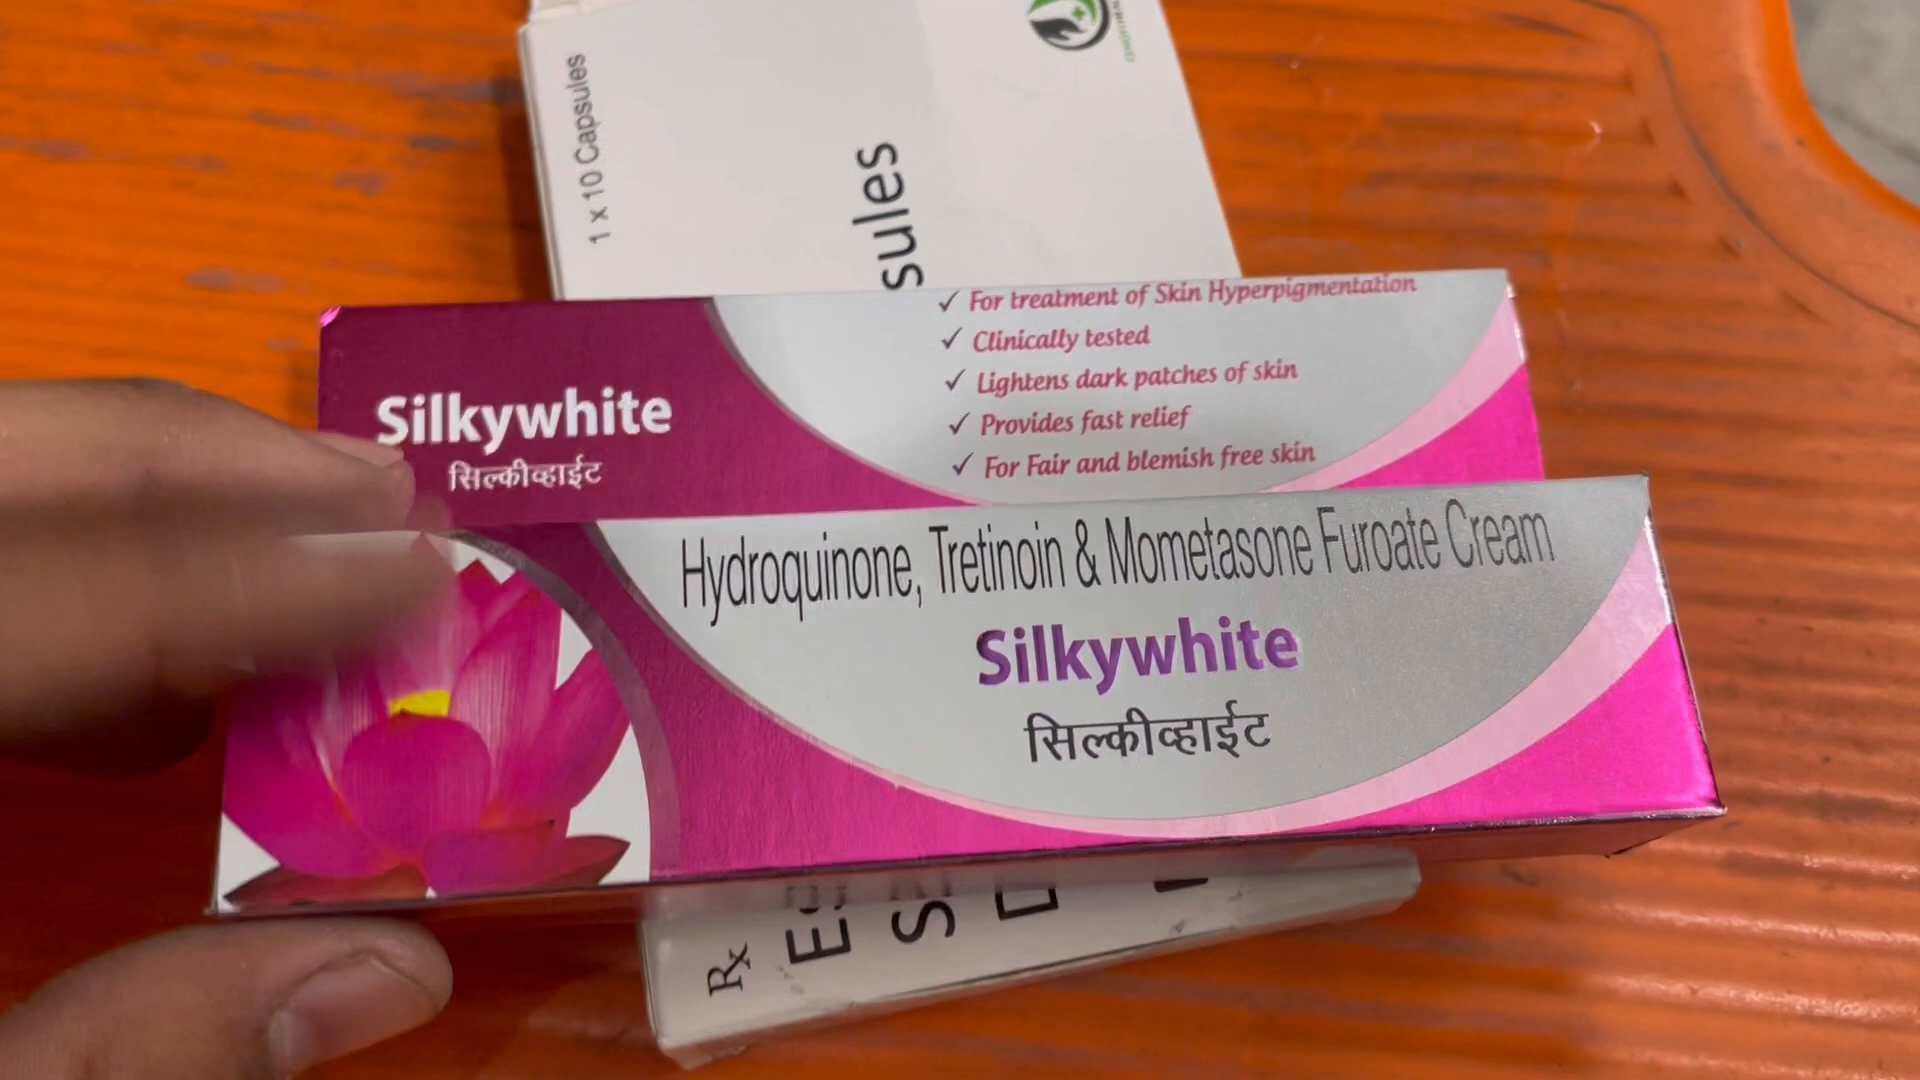 1 x 10 Capsules
sules
✓ For treatment of Skin Hyperpigmentation
✓ Clinically tested
✓ Lightens dark patches of skin
✓ Provides fast relief
✓ For Fair and blemish free skin
Silkywhite
सिल्कीव्हाईट
Hydroquinone, Tretinoin & Mometasone Furoate Cream
Silkywhite
सिल्कीव्हाईट
Rx